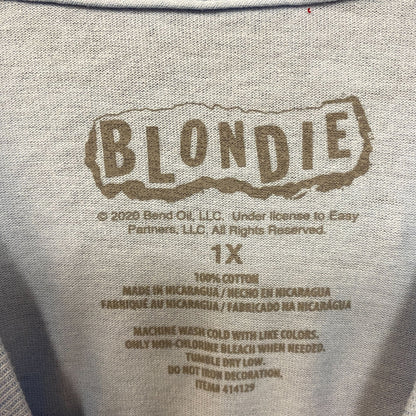 BLONDIE
© 2020 Bend Oil, LLC. Under license to Easy
Partners, LLC. All Rights Reserved.
1X
100% COTTON
MADE IN NICARAGUA / HECHO EN NICARAGUA
FABRIQUÉ AU NICARAGUA / FABRICADO NA NICARÁGUA
MACHINE WASH COLD WITH LIKE COLORS.
ONLY NON-CHLORINE BLEACH WHEN NEEDED.
TUMBLE DRY LOW.
DO NOT IRON DECORATION.
ITEM# 414129